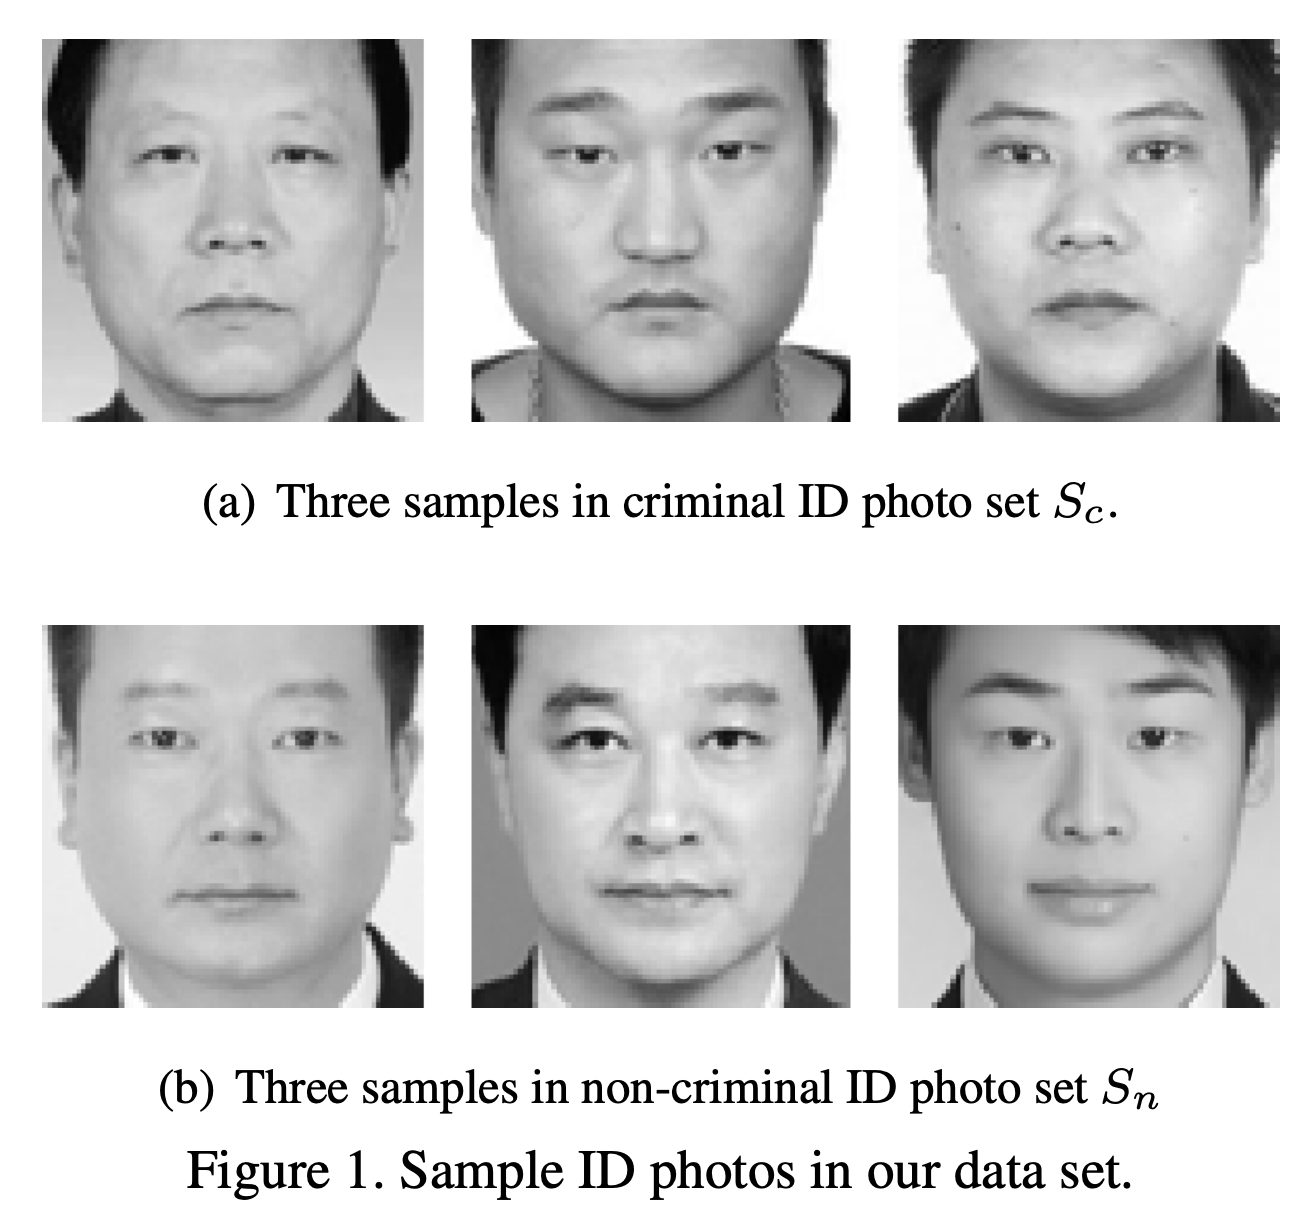 (a) Three samples in criminal ID photo set S_c.
(b) Three samples in non-criminal ID photo set S_n
Figure 1. Sample ID photos in our data set.